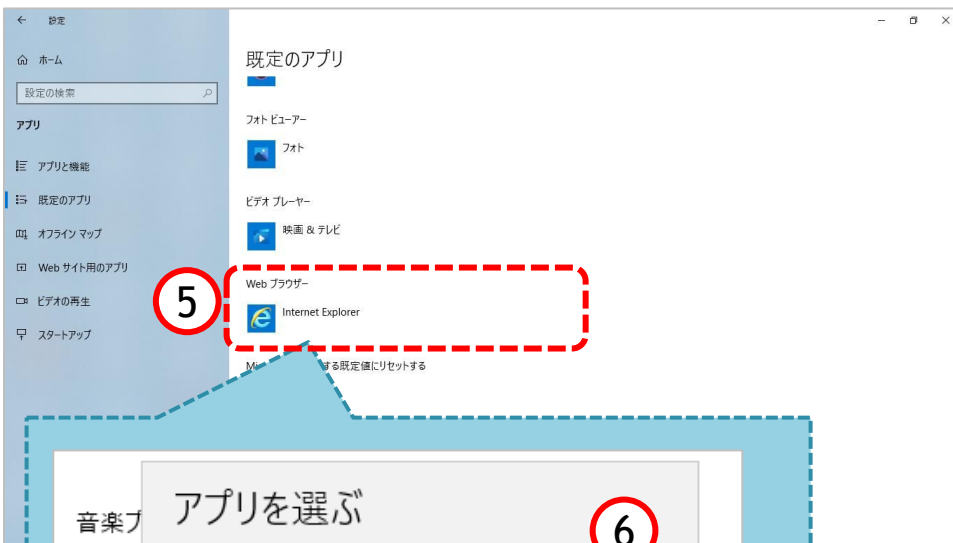 設定
ホーム
設定の検索
アプリ
アプリと機能
既定のアプリ
オフライン マップ
Web サイト用のアプリ
ビデオの再生
スタートアップ
既定のアプリ
フォト ビューアー
フォト
ビデオ プレーヤー
映画 & テレビ
5
Web ブラウザー
Internet Explorer
する既定値にリセットする
音楽プ
アプリを選ぶ
6